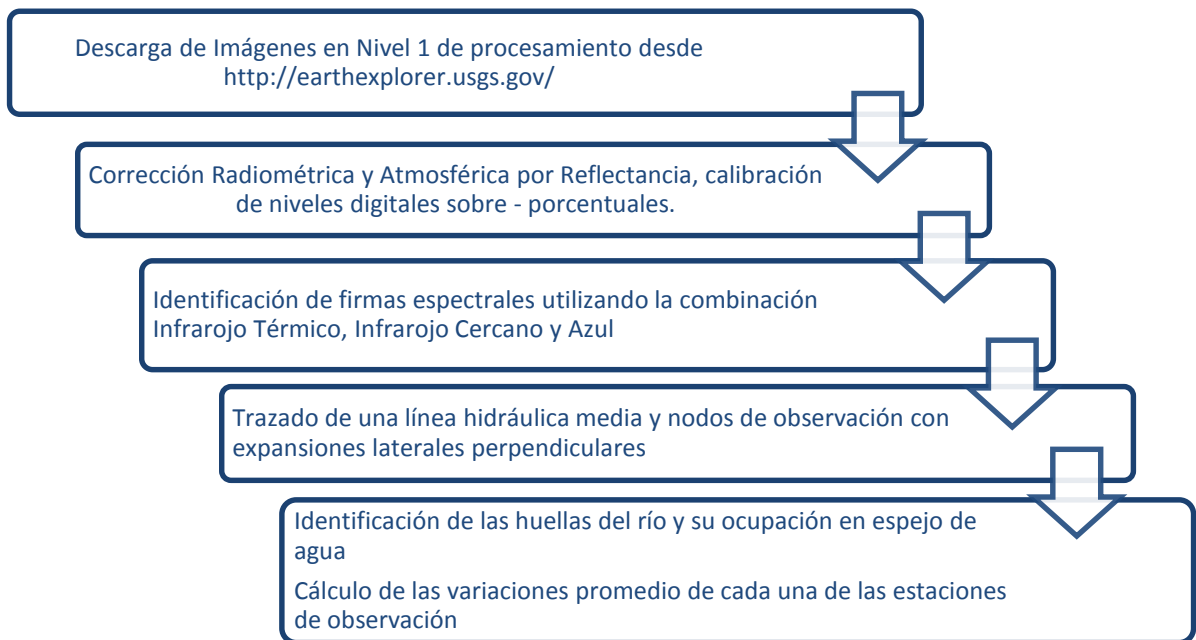 Descarga de Imágenes en Nivel 1 de procesamiento desde
http://earthexplorer.usgs.gov/
Corrección Radiométrica y Atmosférica por Reflectancia, calibración
de niveles digitales sobre - porcentuales.
Identificación de firmas espectrales utilizando la combinación
Infrarojo Térmico, Infrarojo Cercano y Azul
Trazado de una línea hidráulica media y nodos de observación con
expansiones laterales perpendiculares
Identificación de las huellas del río y su ocupación en espejo de
agua
Cálculo de las variaciones promedio de cada una de las estaciones
de observación